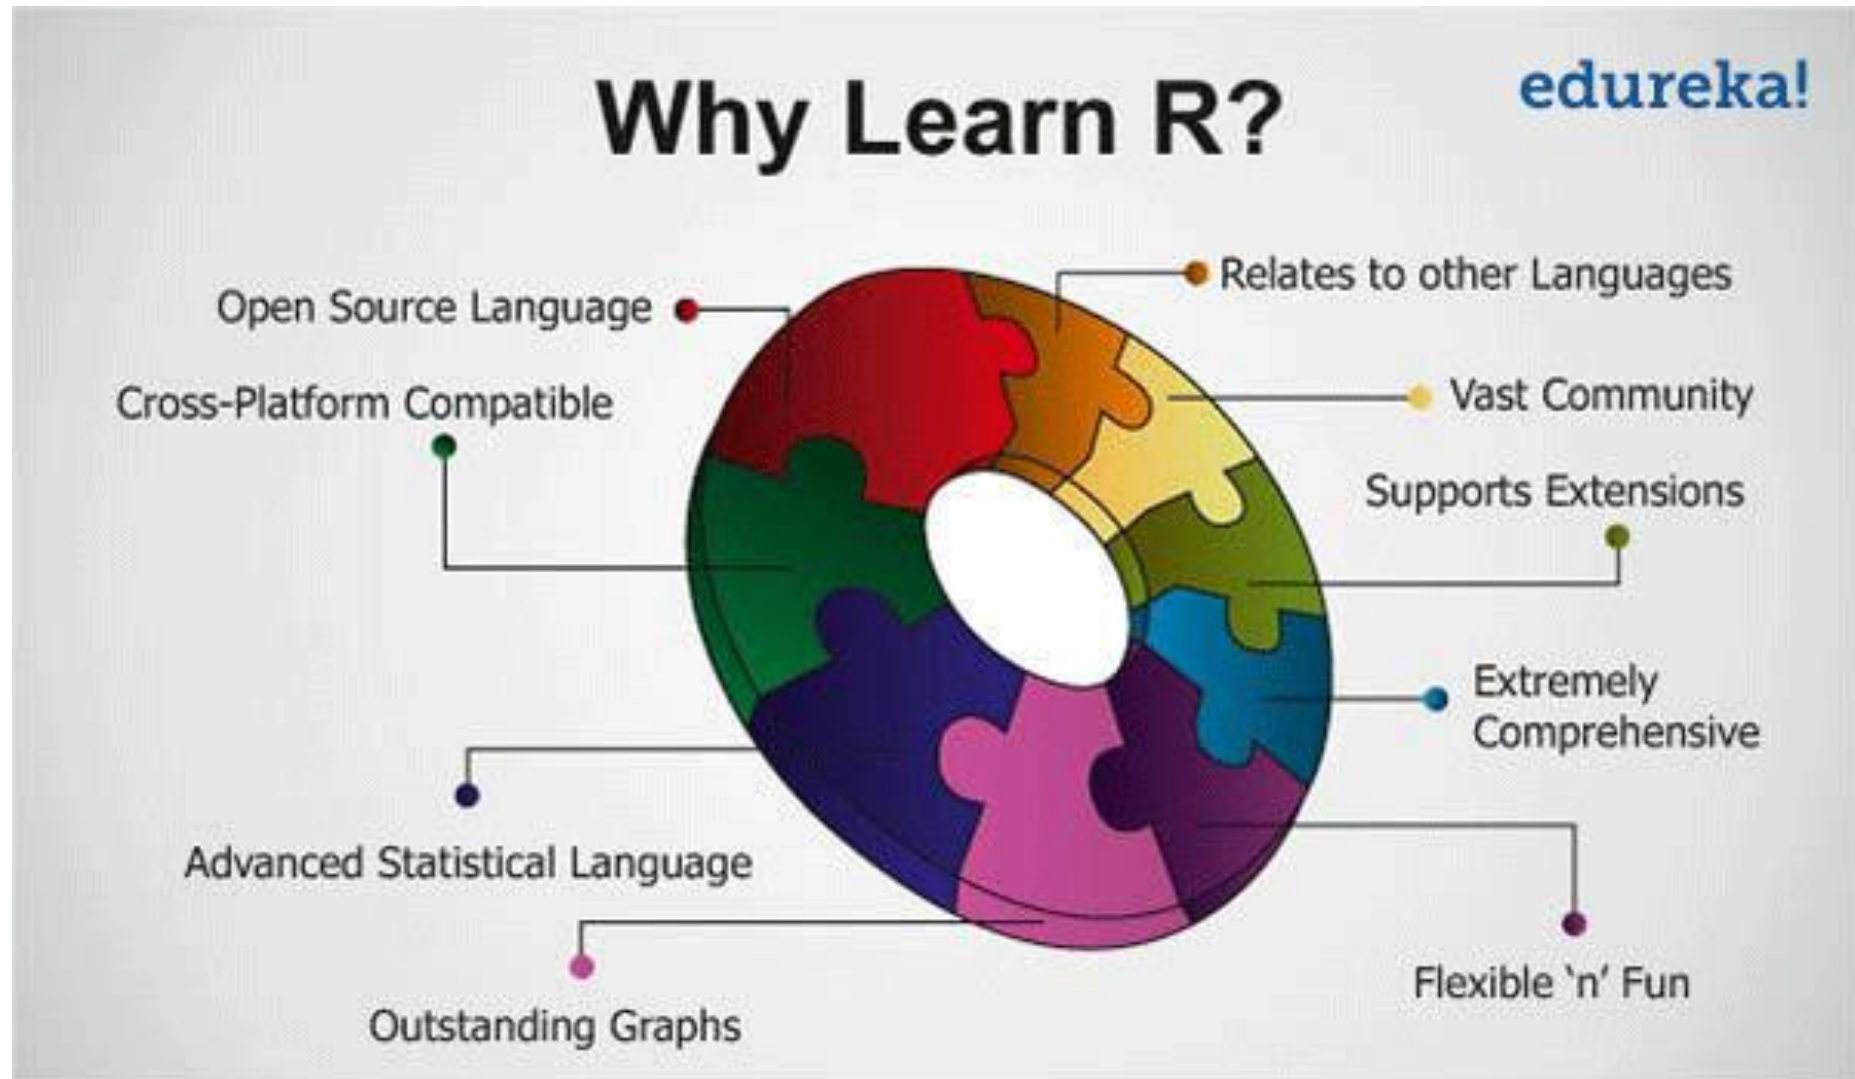 Why Learn R?
edureka!
Open Source Language
Cross-Platform Compatible
Advanced Statistical Language
Outstanding Graphs
Relates to other Languages
Vast Community
Supports Extensions
Extremely
Comprehensive
Flexible ‘n’ Fun